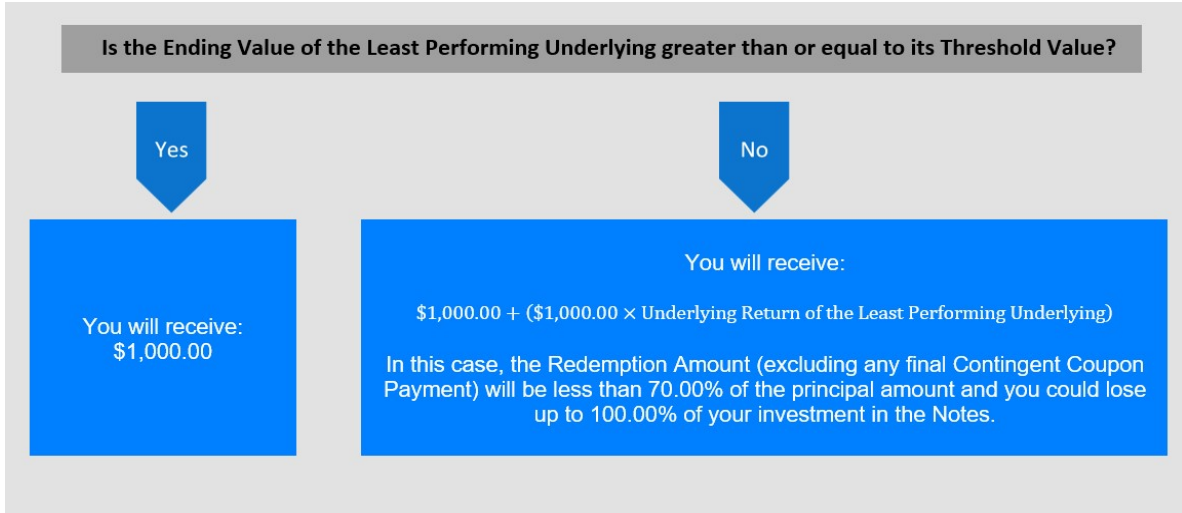 Is the Ending Value of the Least Performing Underlying greater than or equal to its Threshold Value?
Yes
No
You will receive:
$1,000.00
You will receive:
$1,000.00 + ($1,000.00 × Underlying Return of the Least Performing Underlying)
In this case, the Redemption Amount (excluding any final Contingent Coupon
Payment) will be less than 70.00% of the principal amount and you could lose
up to 100.00% of your investment in the Notes.